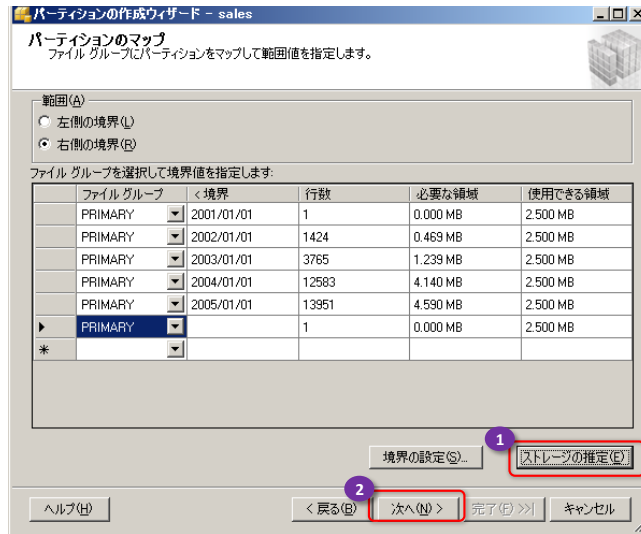 パーティションの作成ウィザード - sales
パーティションのマップ
ファイル グループにパーティションをマップして範囲値を指定します。
範囲(A)
左側の境界(L)
右側の境界(R)
ファイル グループを選択して境界値を指定します:
ファイル グループ < 境界 行数 必要な領域 使用できる領域
PRIMARY 2001/01/01 1 0.000 MB 2.500 MB
PRIMARY 2002/01/01 1424 0.469 MB 2.500 MB
PRIMARY 2003/01/01 3765 1.239 MB 2.500 MB
PRIMARY 2004/01/01 12583 4.140 MB 2.500 MB
PRIMARY 2005/01/01 13951 4.590 MB 2.500 MB
PRIMARY 1 0.000 MB 2.500 MB
1
境界の設定(S)... ストレージの推定(E)
2
ヘルプ(H) < 戻る(B) 次へ(N) > 完了(F) >>| キャンセル